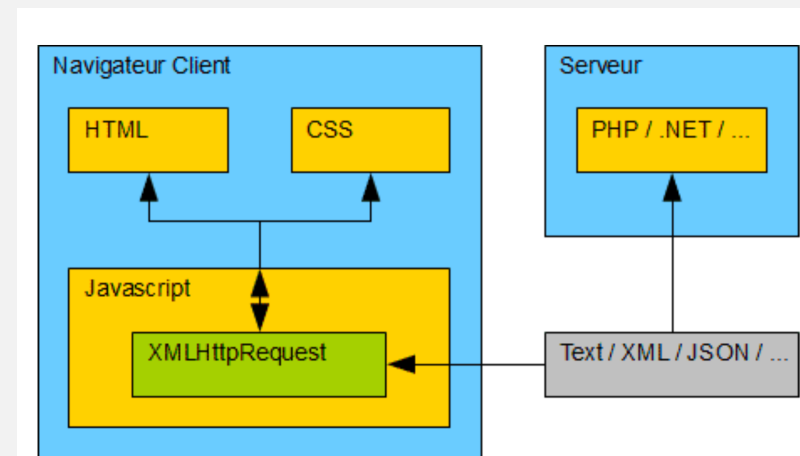 Navigateur Client
HTML
CSS
Javascript
XMLHttpRequest
Serveur
PHP / .NET / ...
Text / XML / JSON / ...